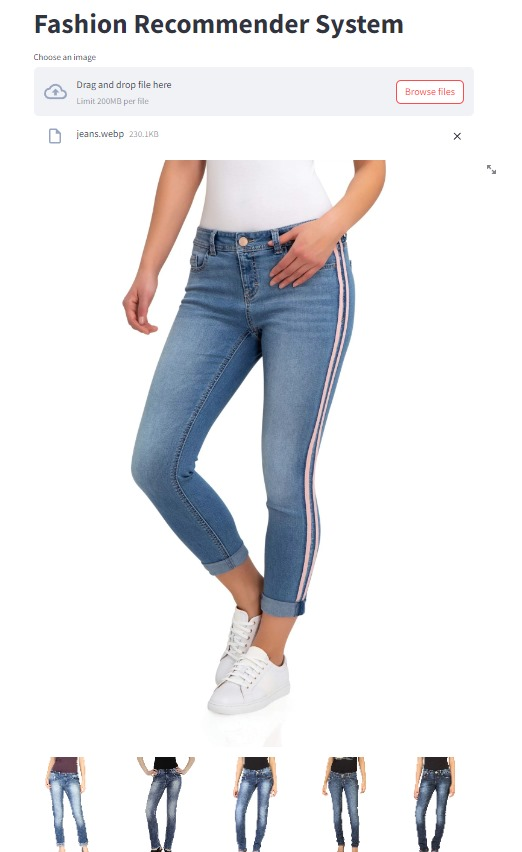 Fashion Recommender System
Choose an image
Drag and drop file here
Limit 200MB per file
Browse files
jeans.webp 230.1KB